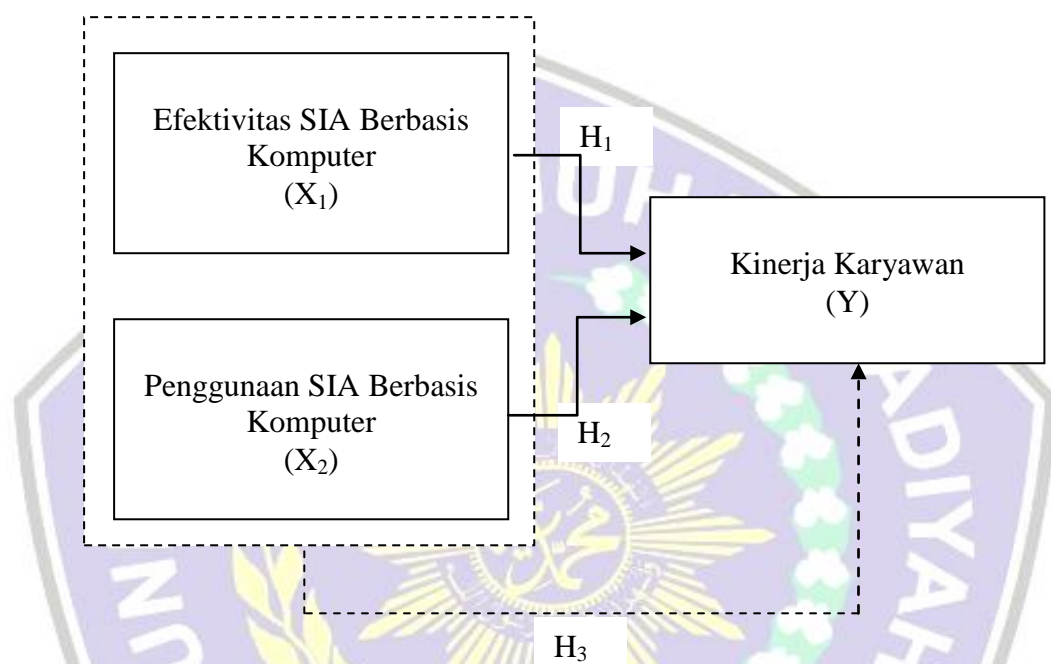 Efektivitas SIA Berbasis
Komputer
(X₁)
H₁
Kinerja Karyawan
(Y)
Penggunaan SIA Berbasis
Komputer
(X₂)
H₂
H₃